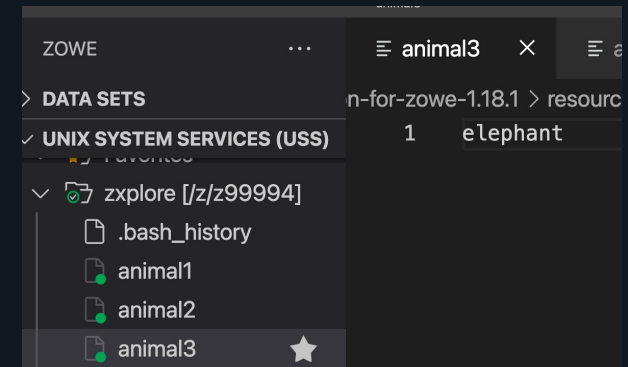 ZOWE ...
animal3
DATA SETS
n-for-zowe-1.18.1 > resourc
UNIX SYSTEM SERVICES (USS)
1 elephant
zxplore [/z/z99994]
.bash_history
animal1
animal2
animal3